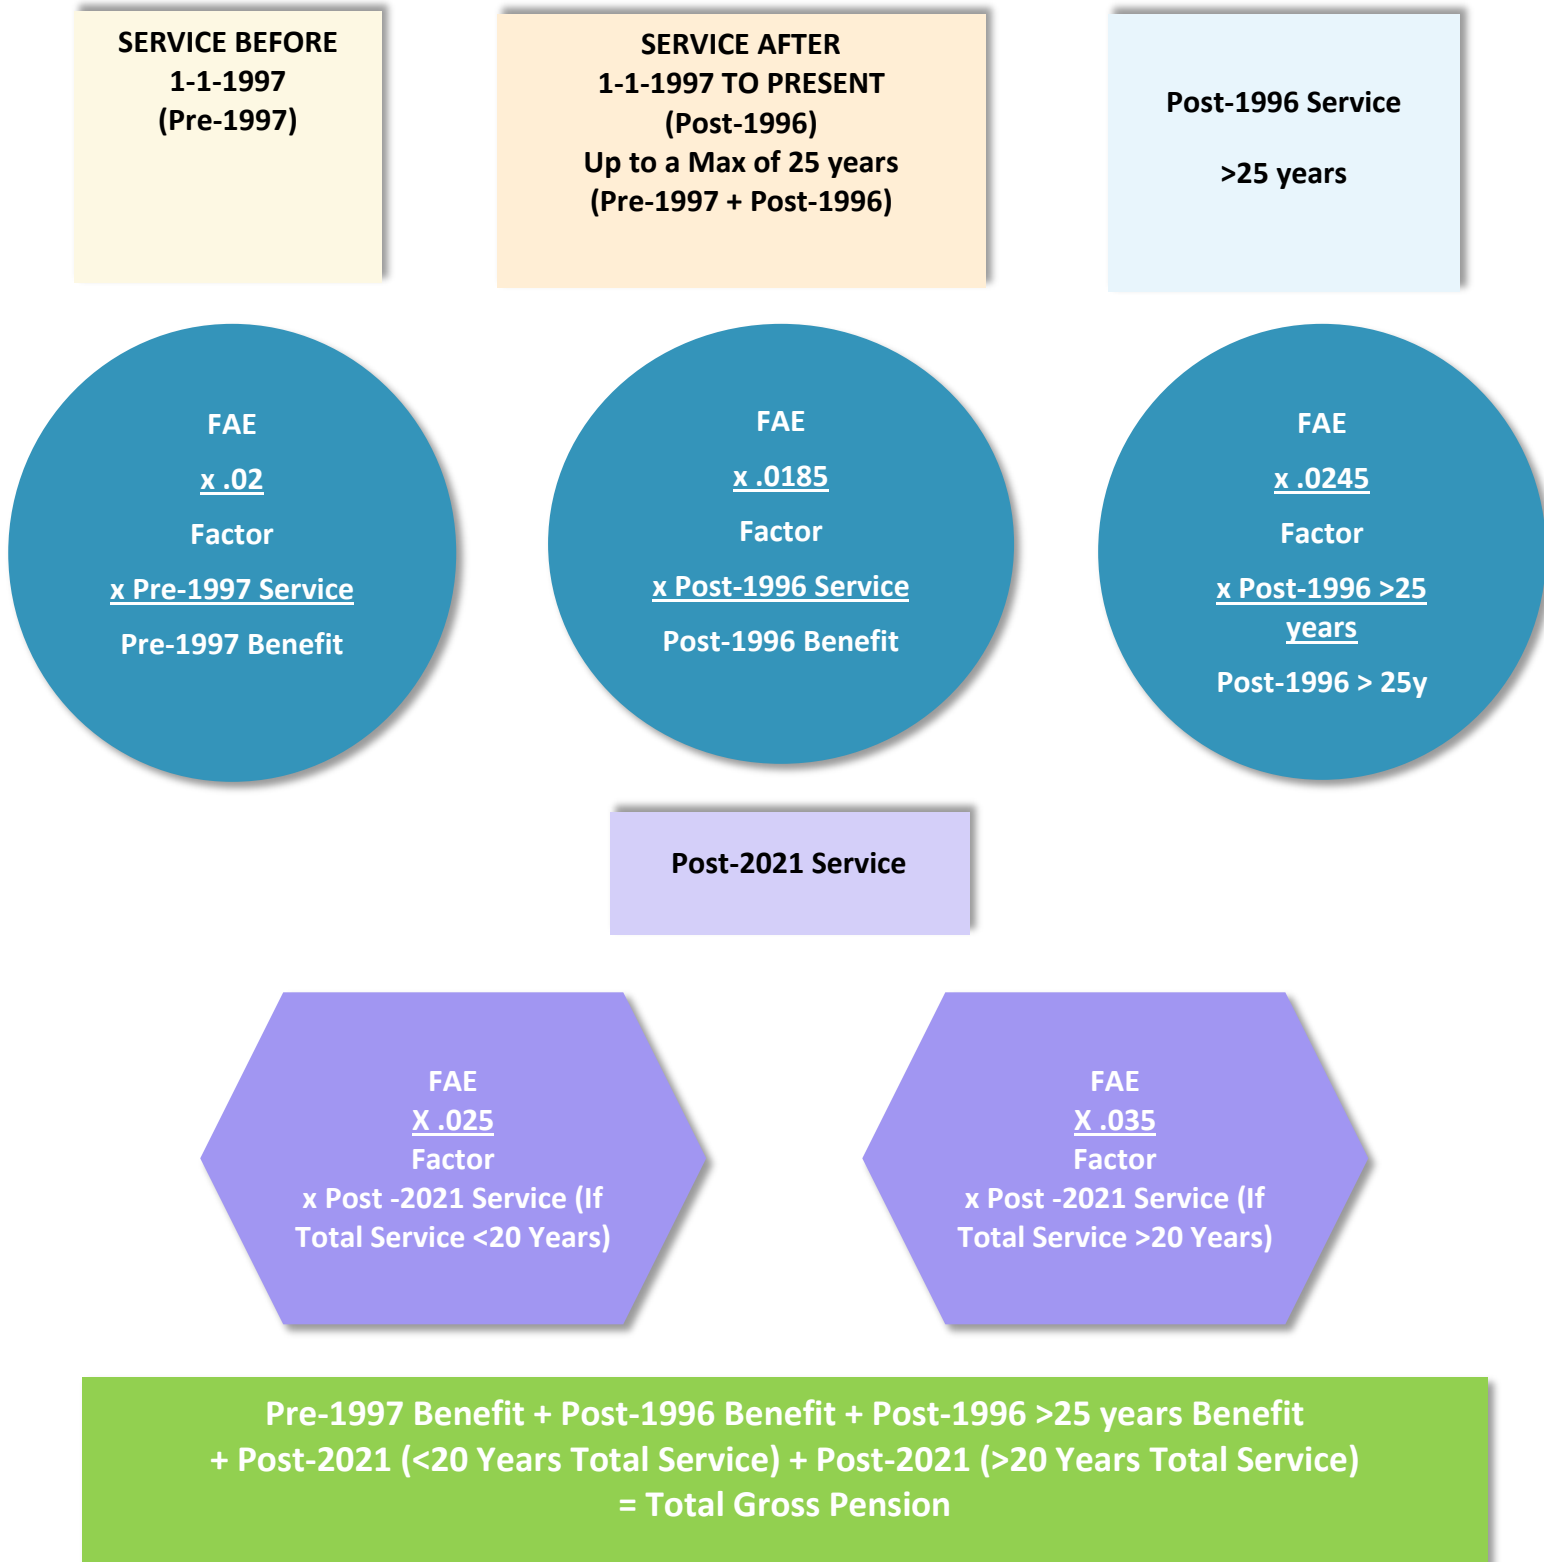 SERVICE BEFORE
1-1-1997
(Pre-1997)
SERVICE AFTER
1-1-1997 TO PRESENT
(Post-1996)
Up to a Max of 25 years
(Pre-1997 + Post-1996)
Post-1996 Service
>25 years
FAE
x .02
Factor
x Pre-1997 Service
Pre-1997 Benefit
FAE
x .0185
Factor
x Post-1996 Service
Post-1996 Benefit
FAE
x .0245
Factor
x Post-1996 >25
years
Post-1996 > 25y
Post-2021 Service
FAE
X .025
Factor
x Post -2021 Service (If
Total Service <20 Years)
FAE
X .035
Factor
x Post -2021 Service (If
Total Service >20 Years)
Pre-1997 Benefit + Post-1996 Benefit + Post-1996 >25 years Benefit
+ Post-2021 (<20 Years Total Service) + Post-2021 (>20 Years Total Service)
= Total Gross Pension